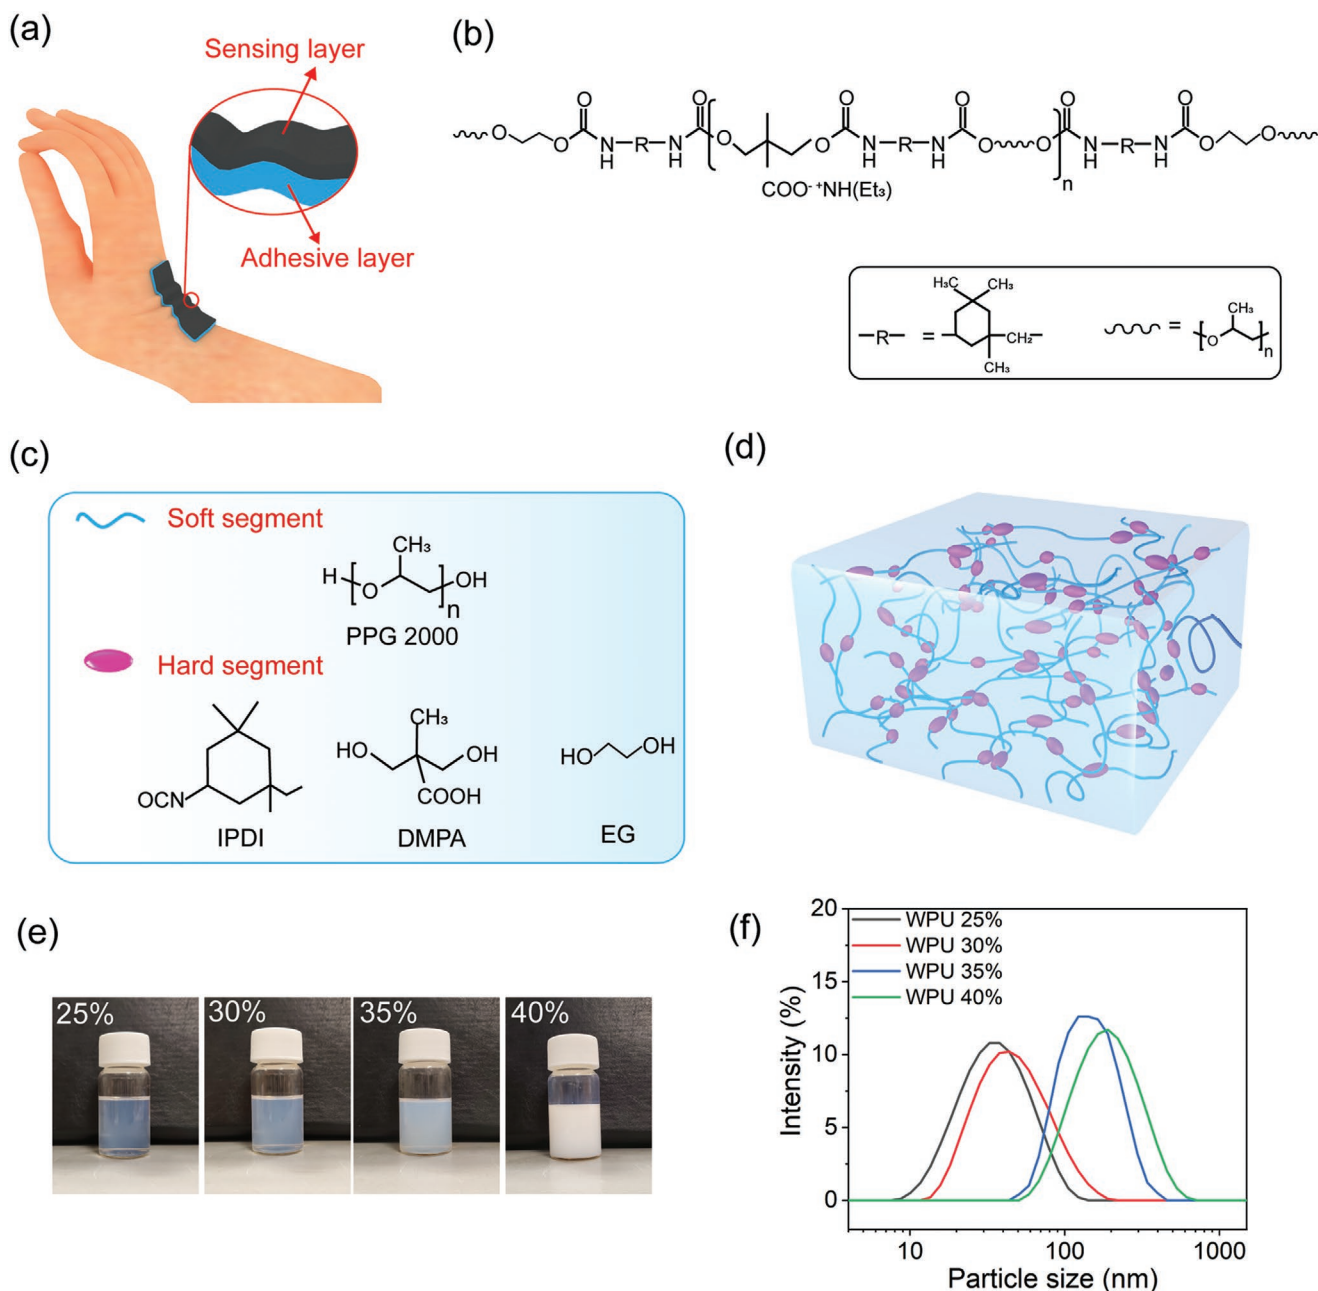 (a)
Sensing layer
Adhesive layer
(b)
O O O O O O
O O N R N O O N R N O O N R N O O
H H H H H H
n
COO⁻ ⁺NH(Et₃)
H₃C CH₃
R = CH₂
CH₃
= O CH₃ n
(c)
Soft segment
CH₃
H O OH
n
PPG 2000
Hard segment
CH₃
HO OH
HO OH
OCN COOH
IPDI DMPA EG
(d)
(e)
25% 30% 35% 40%
(f)
20
15
10
5
0
Intensity (%)
WPU 25%
WPU 30%
WPU 35%
WPU 40%
10 100 1000
Particle size (nm)